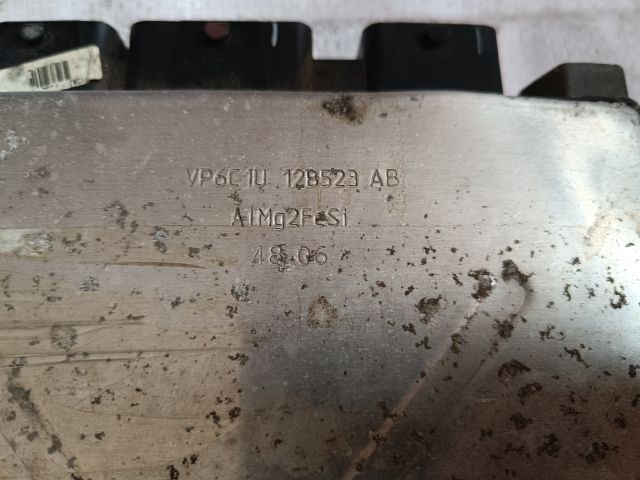 VP6C1U 12B523 AB
AlMg2FeSi
48.06